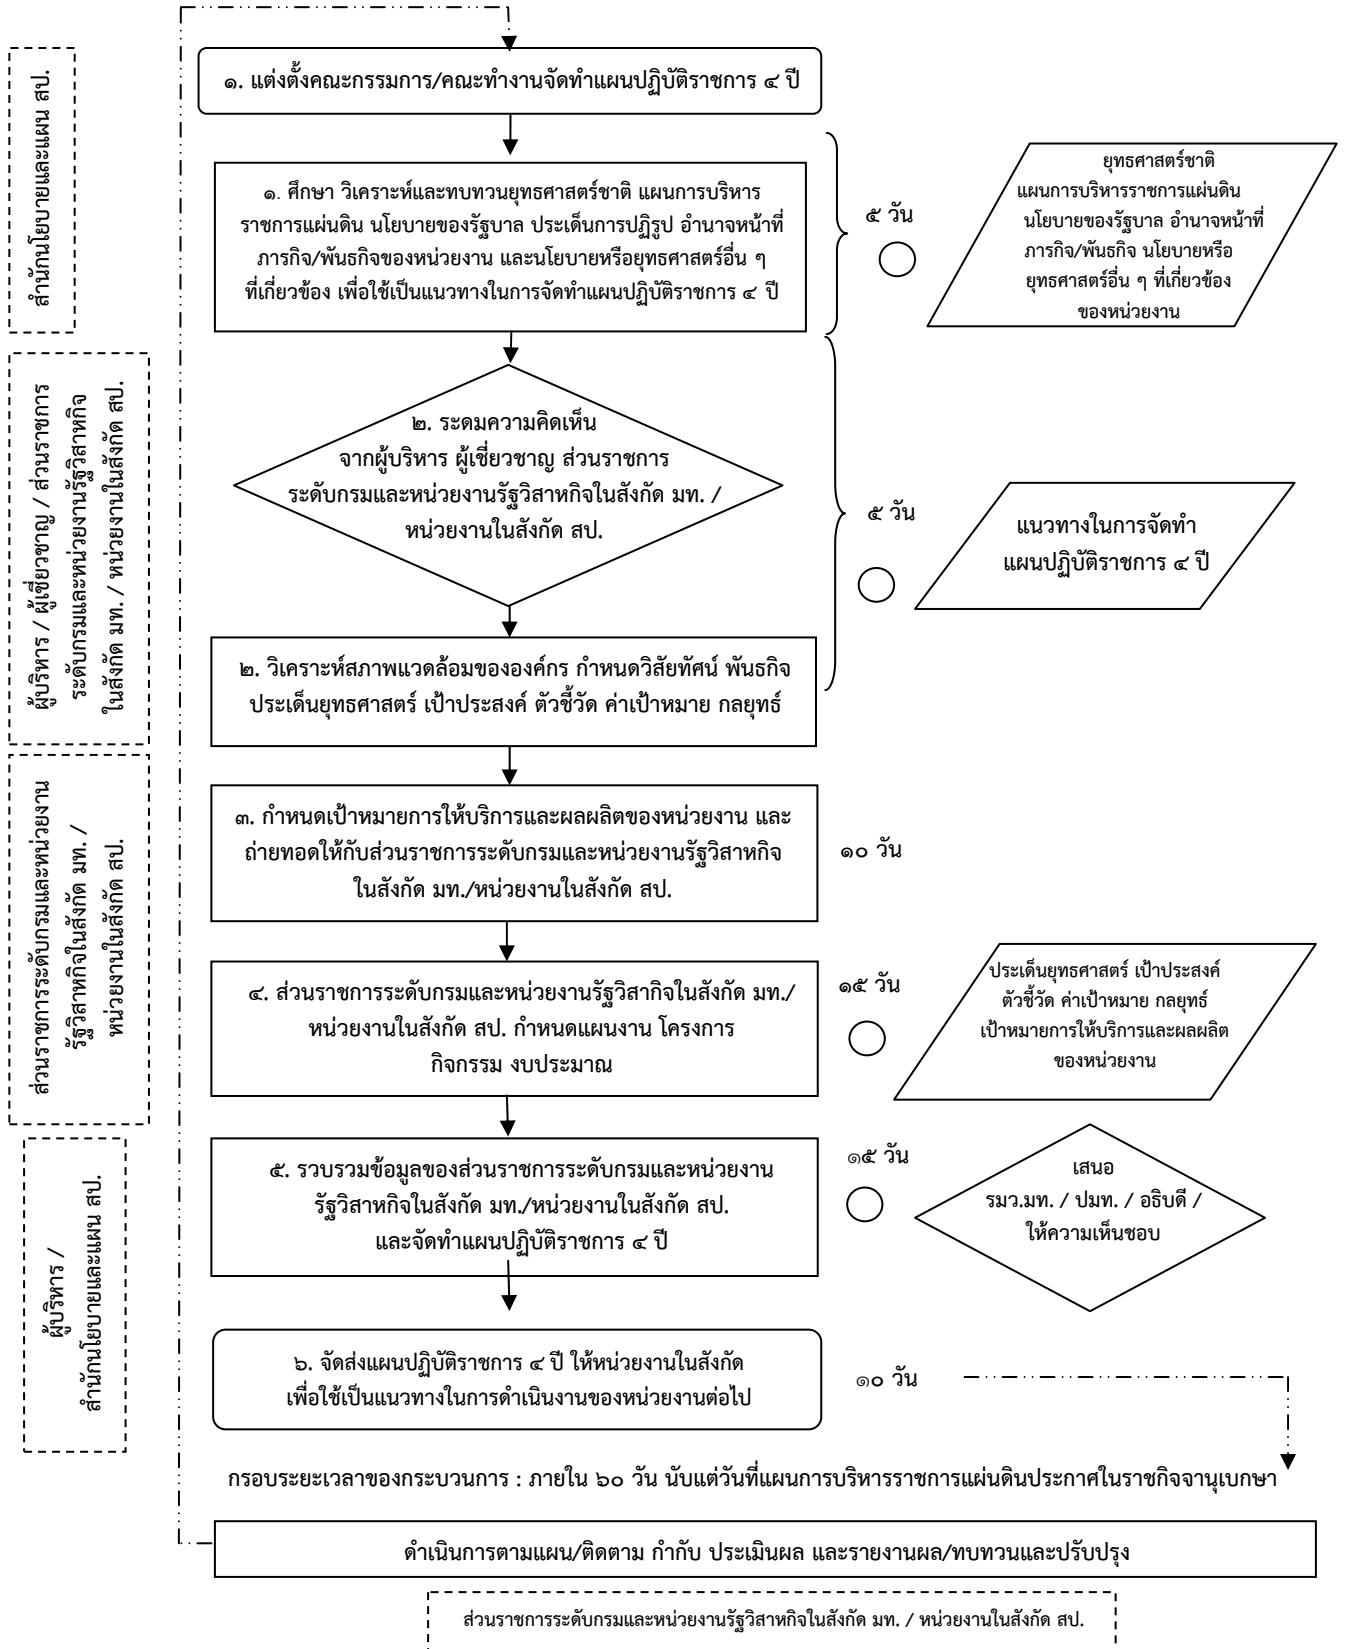 ๑. แต่งตั้งคณะกรรมการ/คณะทำงานจัดทำแผนปฏิบัติราชการ ๔ ปี
สำนักนโยบายและแผน สป.
๑. ศึกษา วิเคราะห์และทบทวนยุทธศาสตร์ชาติ แผนการบริหาร
ราชการแผ่นดิน นโยบายของรัฐบาล ประเด็นการปฏิรูป อำนาจหน้าที่
ภารกิจ/พันธกิจของหน่วยงาน และนโยบายหรือยุทธศาสตร์อื่น ๆ
ที่เกี่ยวข้อง เพื่อใช้เป็นแนวทางในการจัดทำแผนปฏิบัติราชการ ๔ ปี
๕ วัน
ยุทธศาสตร์ชาติ
แผนการบริหารราชการแผ่นดิน
นโยบายของรัฐบาล อำนาจหน้าที่
ภารกิจ/พันธกิจ นโยบายหรือ
ยุทธศาสตร์อื่น ๆ ที่เกี่ยวข้อง
ของหน่วยงาน
ผู้บริหาร / ผู้เชี่ยวชาญ / ส่วนราชการ
ระดับกรมและหน่วยงานรัฐวิสาหกิจ
ในสังกัด มท. / หน่วยงานในสังกัด สป.
๒. ระดมความคิดเห็น
จากผู้บริหาร ผู้เชี่ยวชาญ ส่วนราชการ
ระดับกรมและหน่วยงานรัฐวิสาหกิจในสังกัด มท. /
หน่วยงานในสังกัด สป.
๕ วัน
แนวทางในการจัดทำ
แผนปฏิบัติราชการ ๔ ปี
๒. วิเคราะห์สภาพแวดล้อมขององค์กร กำหนดวิสัยทัศน์ พันธกิจ
ประเด็นยุทธศาสตร์ เป้าประสงค์ ตัวชี้วัด ค่าเป้าหมาย กลยุทธ์
ส่วนราชการระดับกรมและหน่วยงาน
รัฐวิสาหกิจในสังกัด มท. /
หน่วยงานในสังกัด สป.
๓. กำหนดเป้าหมายการให้บริการและผลผลิตของหน่วยงาน และ
ถ่ายทอดให้กับส่วนราชการระดับกรมและหน่วยงานรัฐวิสาหกิจ
ในสังกัด มท./หน่วยงานในสังกัด สป.
๑๐ วัน
๔. ส่วนราชการระดับกรมและหน่วยงานรัฐวิสากิจในสังกัด มท./
หน่วยงานในสังกัด สป. กำหนดแผนงาน โครงการ
กิจกรรม งบประมาณ
๑๕ วัน
ประเด็นยุทธศาสตร์ เป้าประสงค์
ตัวชี้วัด ค่าเป้าหมาย กลยุทธ์
เป้าหมายการให้บริการและผลผลิต
ของหน่วยงาน
ผู้บริหาร /
สำนักนโยบายและแผน สป.
๕. รวบรวมข้อมูลของส่วนราชการระดับกรมและหน่วยงาน
รัฐวิสาหกิจในสังกัด มท./หน่วยงานในสังกัด สป.
และจัดทำแผนปฏิบัติราชการ ๔ ปี
๑๕ วัน
เสนอ
รมว.มท. / ปมท. / อธิบดี /
ให้ความเห็นชอบ
๖. จัดส่งแผนปฏิบัติราชการ ๔ ปี ให้หน่วยงานในสังกัด
เพื่อใช้เป็นแนวทางในการดำเนินงานของหน่วยงานต่อไป
๑๐ วัน
กรอบระยะเวลาของกระบวนการ : ภายใน ๖๐ วัน นับแต่วันที่แผนการบริหารราชการแผ่นดินประกาศในราชกิจจานุเบกษา
ดำเนินการตามแผน/ติดตาม กำกับ ประเมินผล และรายงานผล/ทบทวนและปรับปรุง
ส่วนราชการระดับกรมและหน่วยงานรัฐวิสาหกิจในสังกัด มท. / หน่วยงานในสังกัด สป.